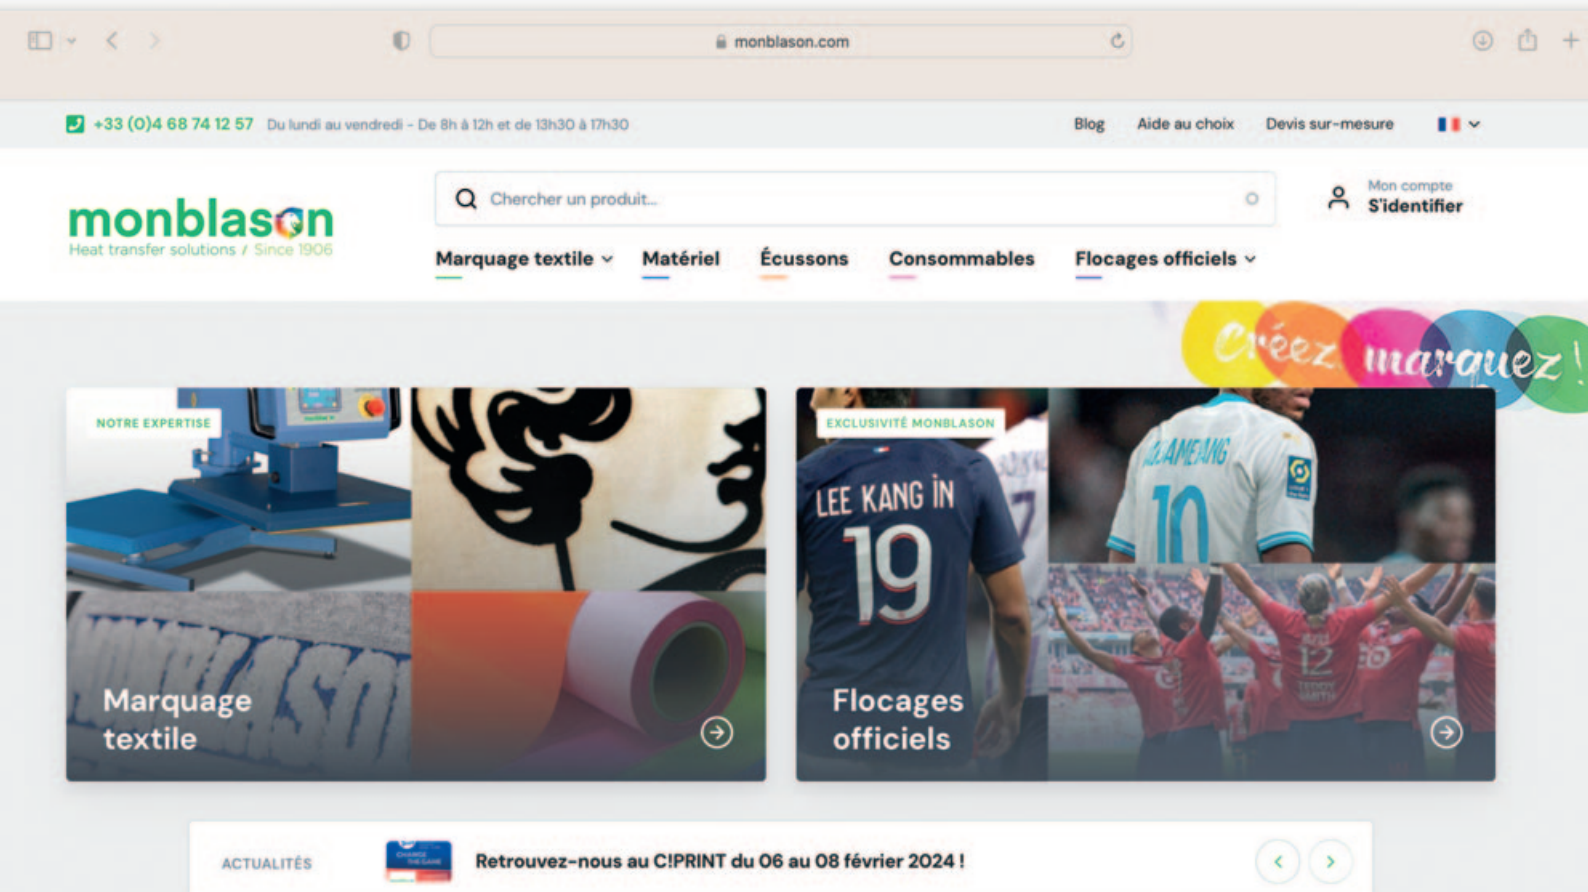 monblason.com
+33 (0)4 68 74 12 57 Du lundi au vendredi - De 8h à 12h et de 13h30 à 17h30
Blog Aide au choix Devis sur-mesure
monblason
Heat transfer solutions / Since 1906
Chercher un produit...
Mon compte
S'identifier
Marquage textile Matériel Écussons Consommables Flocages officiels
Créez, marquez !
NOTRE EXPERTISE
Marquage
textile
EXCLUSIVITÉ MONBLASON
LEE KANG IN
19
10
12
Flocages
officiels
ACTUALITÉS
CHANGE
THE GAME
Retrouvez-nous au C!PRINT du 06 au 08 février 2024 !